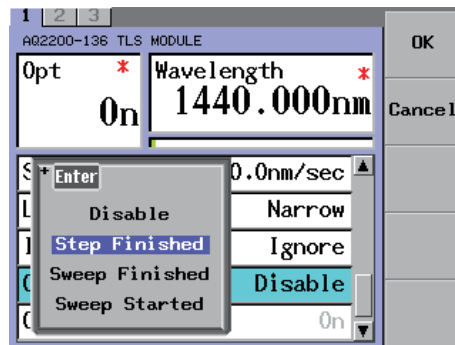 1 2 3
AQ2200-136 TLS MODULE
OK
Opt *
Wavelength *
On
1440.000nm
Cancel
* Enter
0.0nm/sec
Disable
Narrow
Step Finished
Ignore
Sweep Finished
Disable
Sweep Started
On